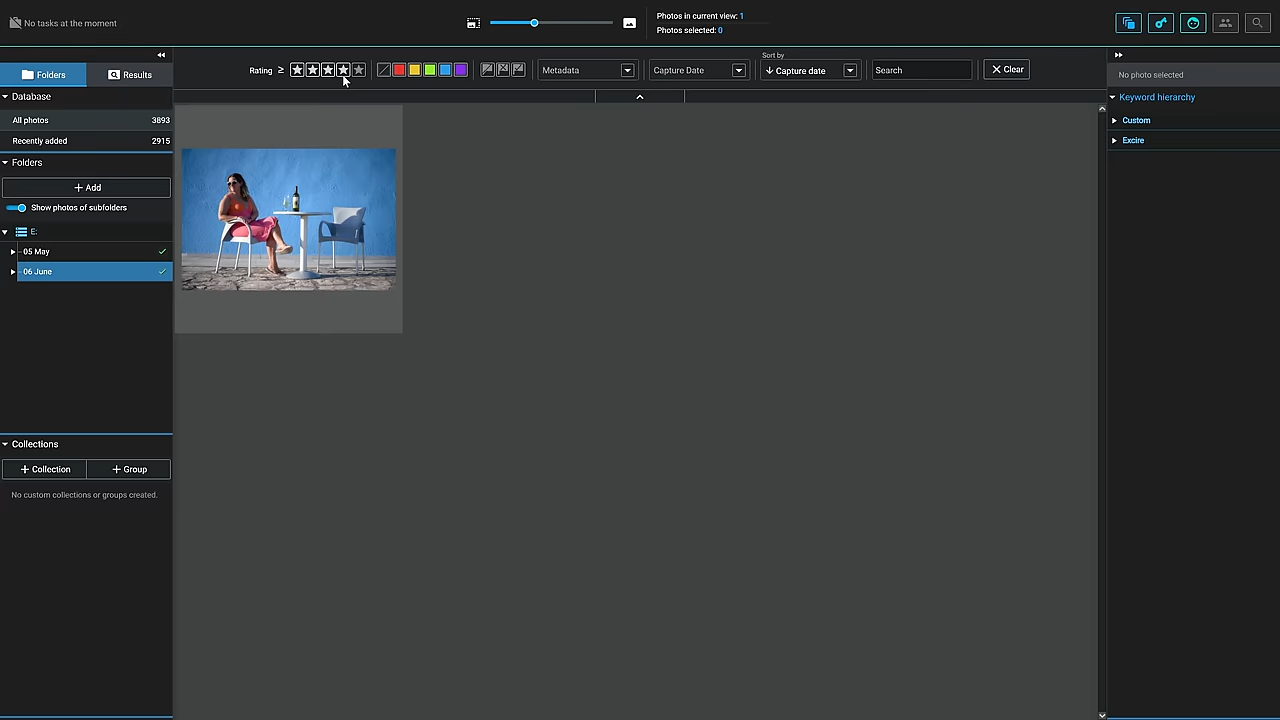 No tasks at the moment
Photos in current view: 1
Photos selected: 0
Folders
Results
Rating ≥
Metadata
Capture Date
Sort by
Capture date
Search
Clear
No photo selected
Database
All photos 3893
Recently added 2915
Folders
Add
Show photos of subfolders
E:
05 May
06 June
Keyword hierarchy
Custom
Excire
Collections
Collection
Group
No custom collections or groups created.